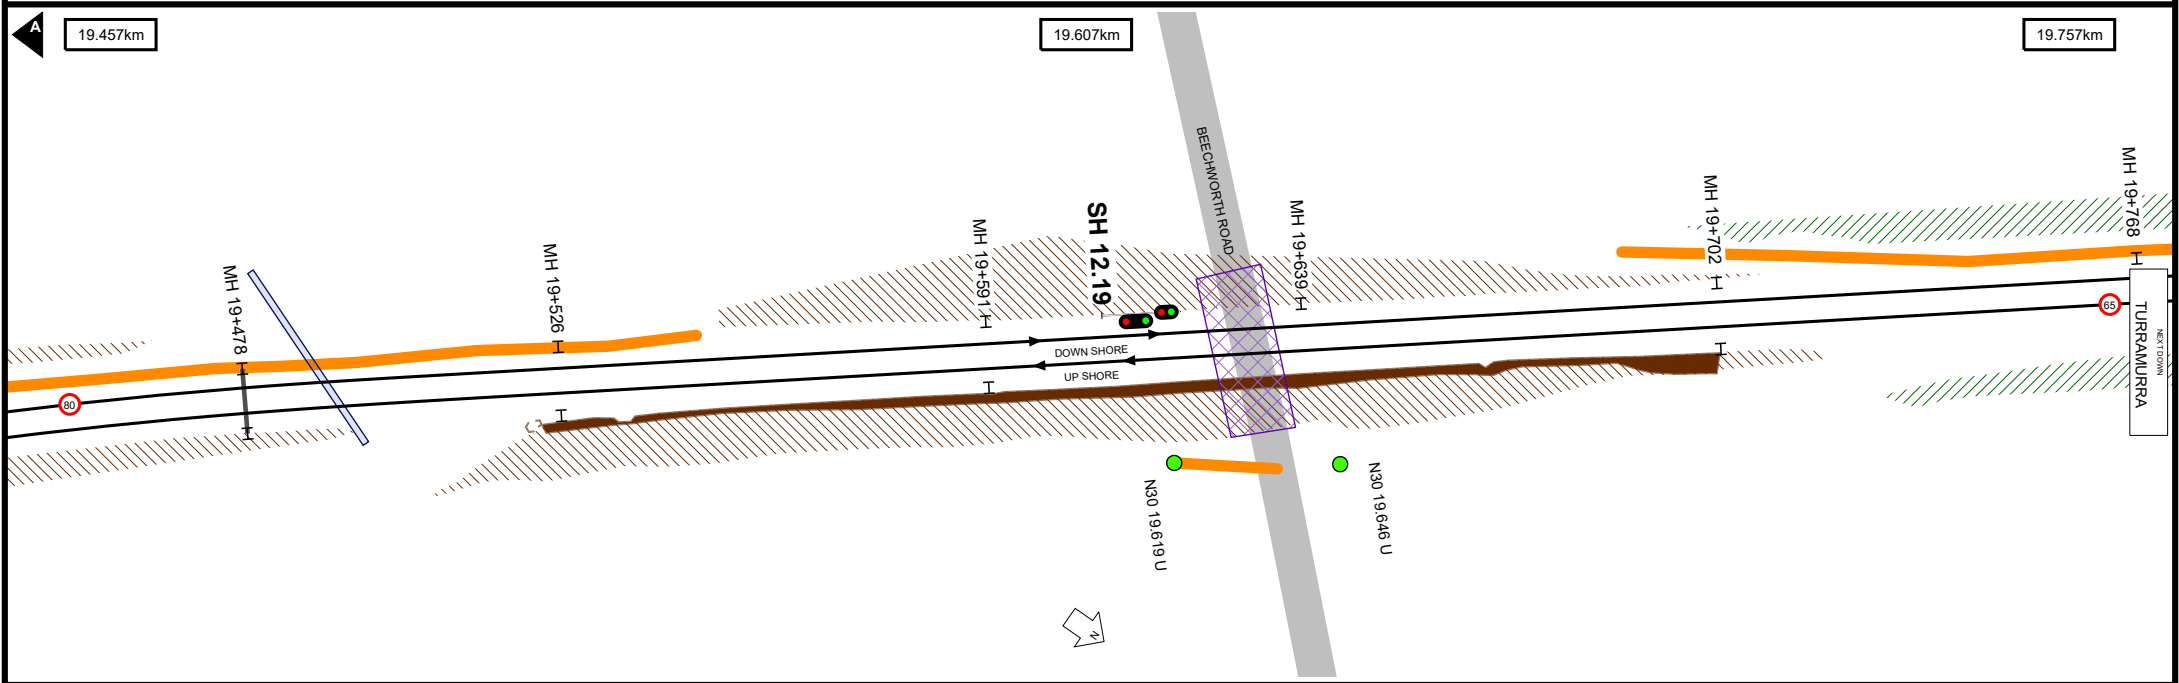 A
19.457km
19.607km
19.757km
BEECHWORTH ROAD
MH 19+478
MH 19+526
MH 19+591
SH 12.19
MH 19+639
MH 19+702
MH 19+768
80
DOWN SHORE
UP SHORE
65
NEXT DOWN
TURRAMURRA
N30 19.619 U
N30 19.646 U
N